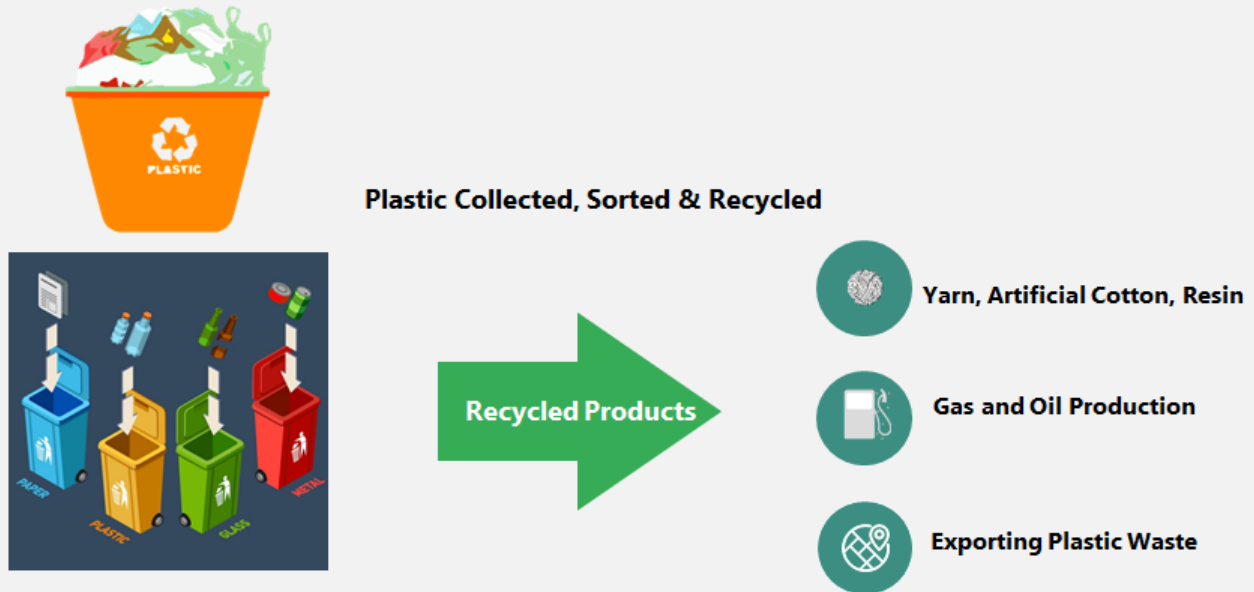 PLASTIC
Plastic Collected, Sorted & Recycled
PAPER
PLASTIC
GLASS
METAL
Recycled Products
Yarn, Artificial Cotton, Resin
Gas and Oil Production
Exporting Plastic Waste